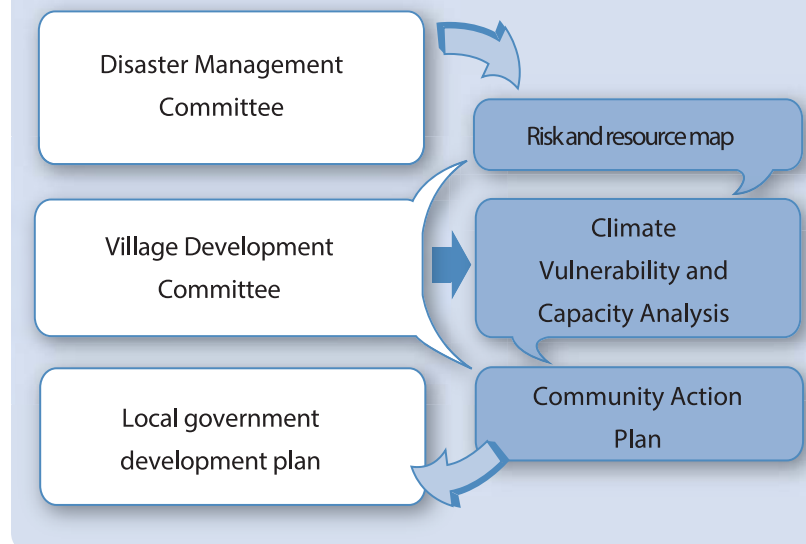 Disaster Management
Committee
Risk and resource map
Village Development
Committee
Climate
Vulnerability and
Capacity Analysis
Local government
development plan
Community Action
Plan